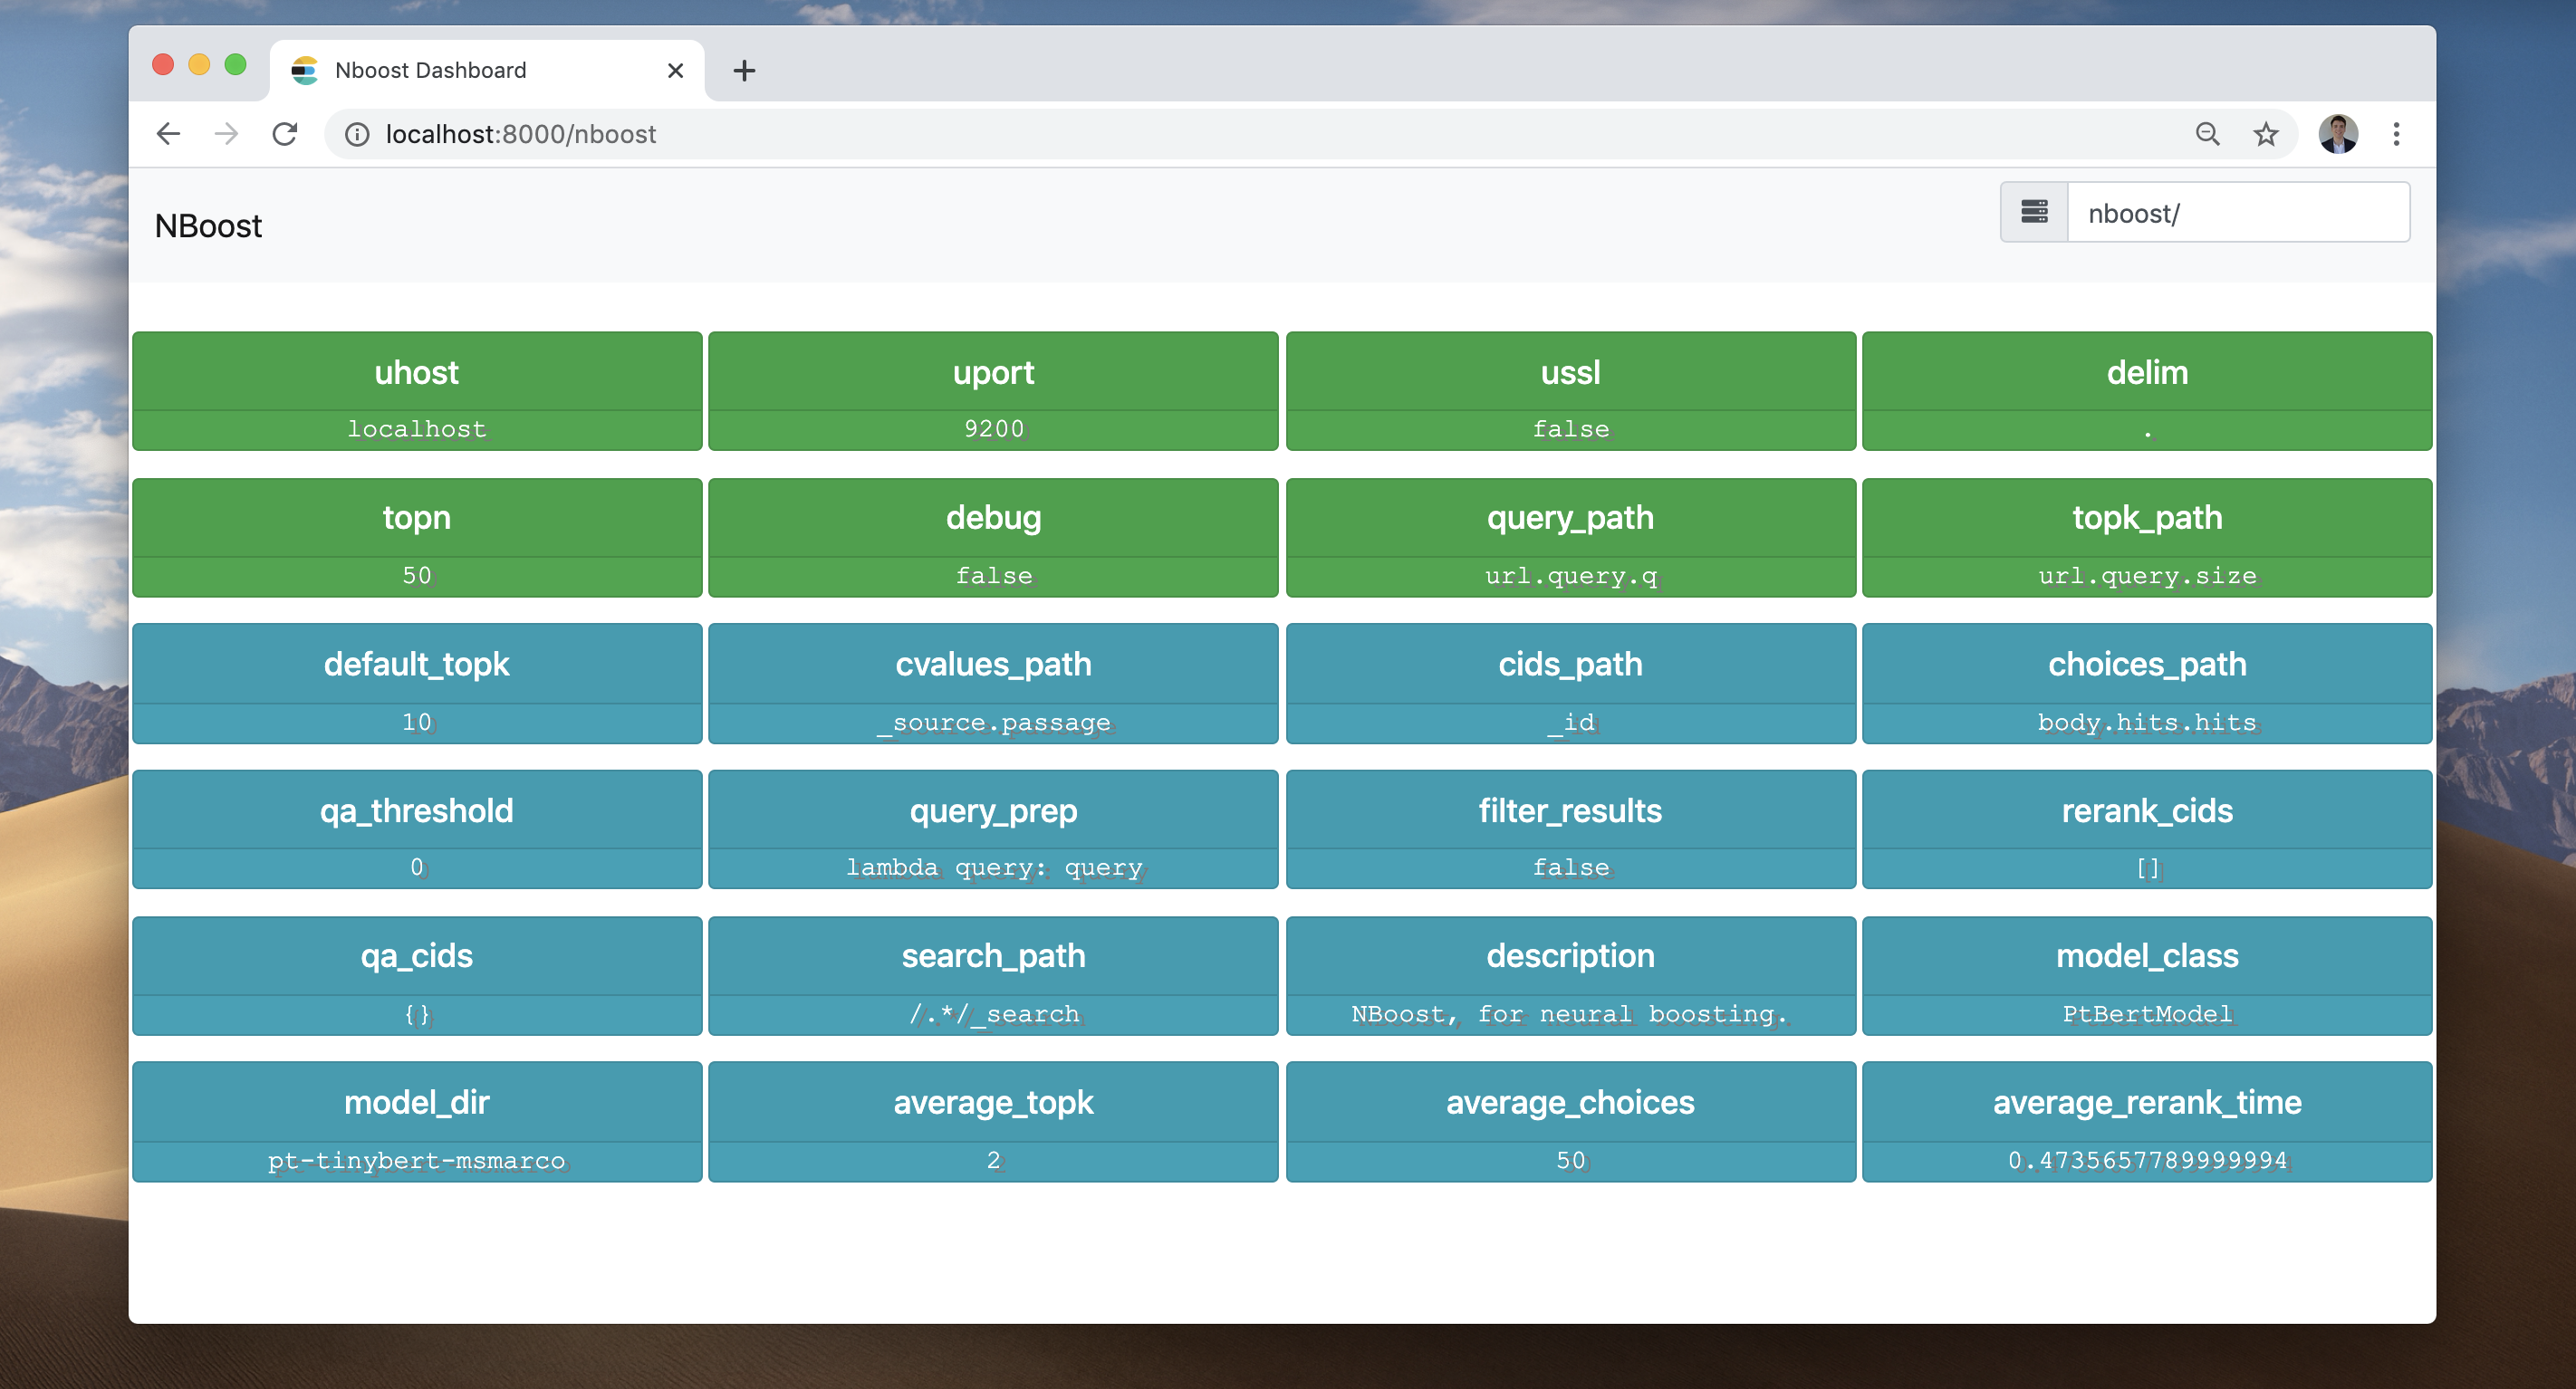 Nboost Dashboard
localhost:8000/nboost
NBoost
nboost/
uhost uport ussl delim
localhost 9200 false .
topn debug query_path topk_path
50 false url.query.q url.query.size
default_topk cvalues_path cids_path choices_path
10 _source.passage _id body.hits.hits
qa_threshold query_prep filter_results rerank_cids
0 lambda query: query false []
qa_cids search_path description model_class
{} /.*/_search NBoost, for neural boosting. PtBertModel
model_dir average_topk average_choices average_rerank_time
pt-tinybert-msmarco 2 50 0.4735657789999994